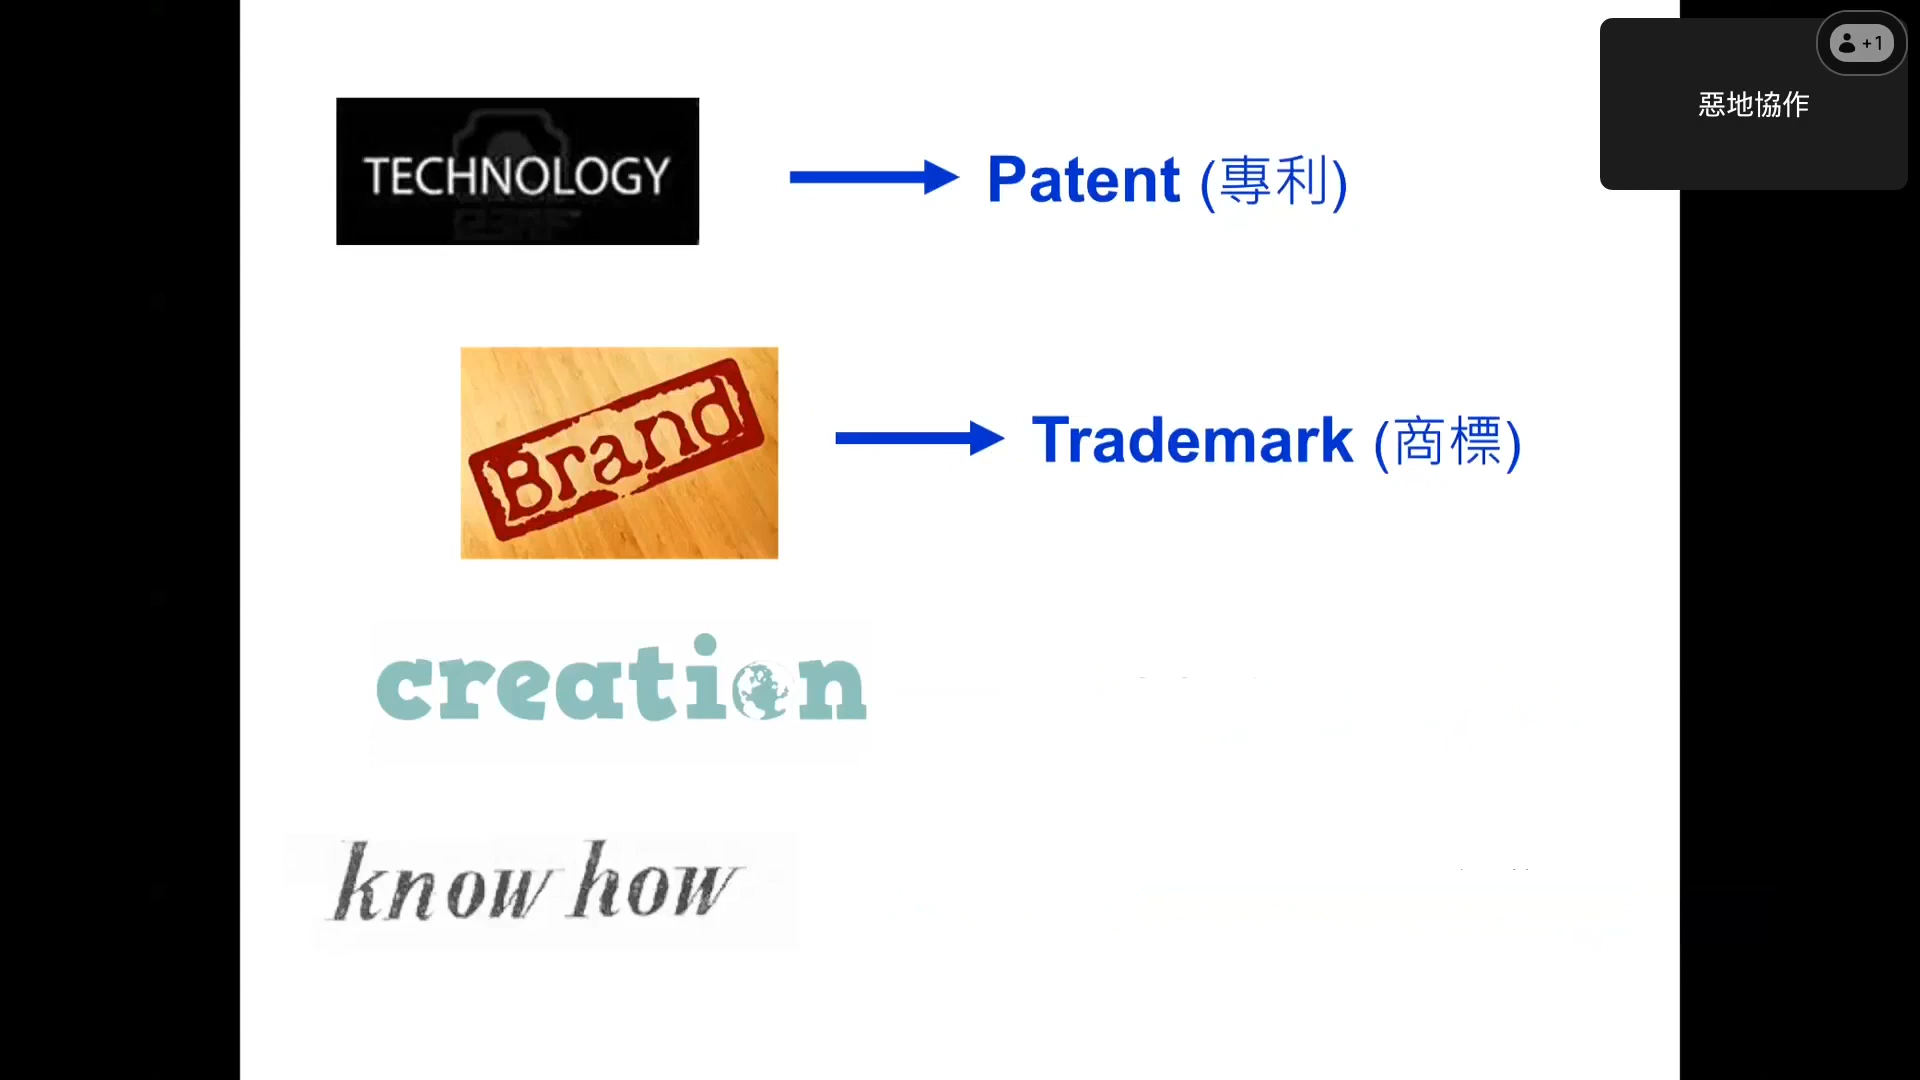 +1
惡地協作
TECHNOLOGY
Patent (專利)
Brand
Trademark (商標)
creation
know how